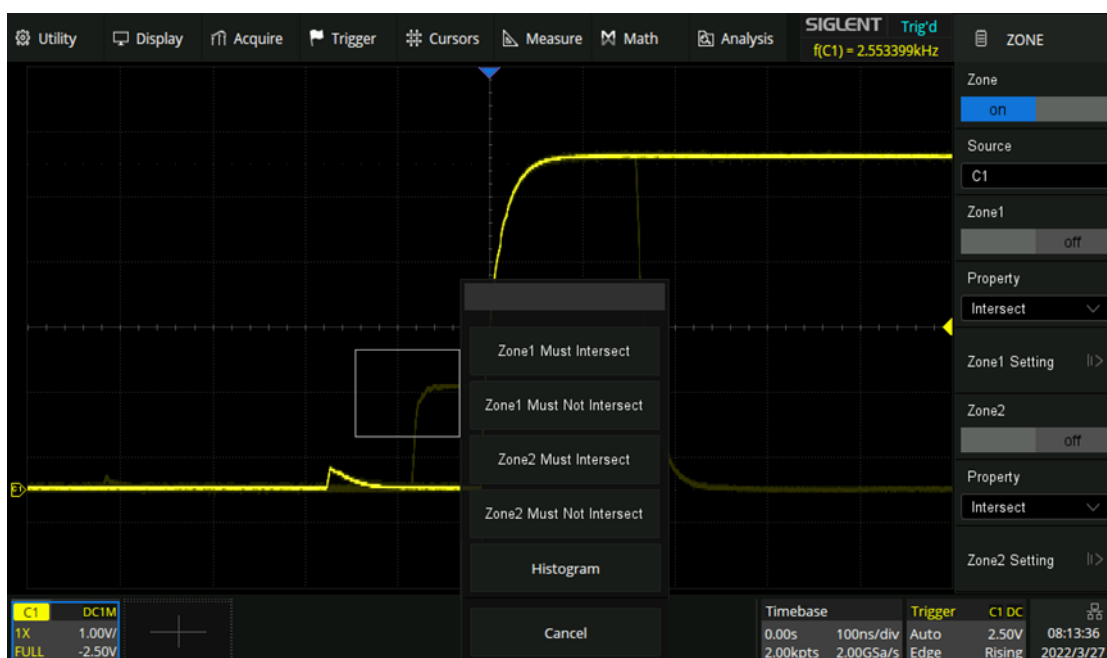 Utility
Display
Acquire
Trigger
Cursors
Measure
Math
Analysis
SIGLENT Trig'd
f(C1) = 2.553399kHz
ZONE
Zone
on
Source
C1
Zone1
off
Property
Intersect
Zone1 Setting
Zone2
off
Property
Intersect
Zone2 Setting
Zone1 Must Intersect
Zone1 Must Not Intersect
Zone2 Must Intersect
Zone2 Must Not Intersect
Histogram
Cancel
C1 DC1M
1X 1.00V/
FULL -2.50V
Timebase
0.00s 100ns/div
2.00kpts 2.00GSa/s
Trigger C1 DC
Auto 2.50V
Edge Rising
08:13:36
2022/3/27